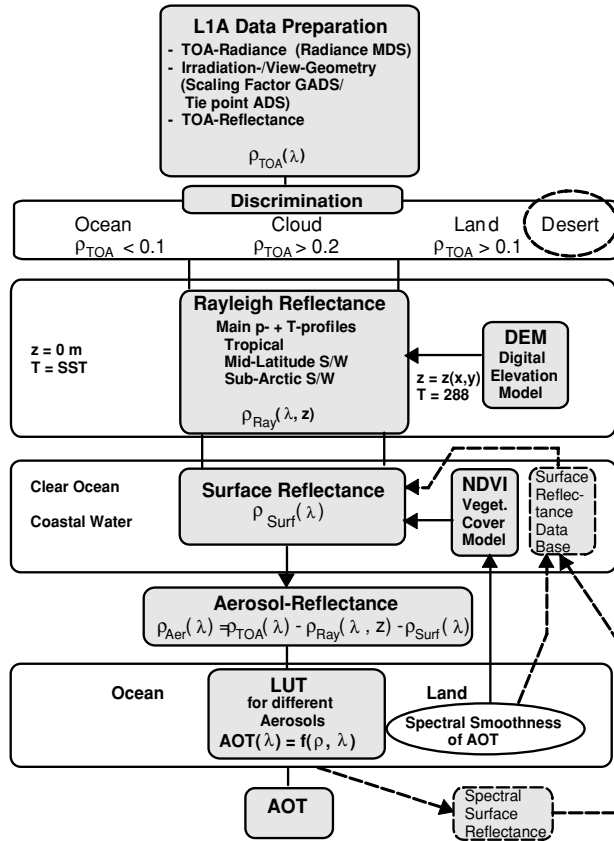 L1A Data Preparation
- TOA-Radiance (Radiance MDS)
- Irradiation-/View-Geometry
(Scaling Factor GADS/
Tie point ADS)
- TOA-Reflectance
ρTOA(λ)
Discrimination
Ocean
ρTOA < 0.1
Cloud
ρTOA > 0.2
Land
ρTOA > 0.1
Desert
z = 0 m
T = SST
Rayleigh Reflectance
Main p- + T-profiles
Tropical
Mid-Latitude S/W
Sub-Arctic S/W
ρRay(λ, z)
z = z(x,y)
T = 288
DEM
Digital
Elevation
Model
Clear Ocean
Coastal Water
Surface Reflectance
ρSurf(λ)
NDVI
Veget.
Cover
Model
Surface
Reflec-
tance
Data
Base
Aerosol-Reflectance
ρAer(λ) =ρTOA(λ) - ρRay(λ , z) -ρSurf(λ)
Ocean
LUT
for different
Aerosols
AOT(λ) = f(ρ, λ)
Land
Spectral Smoothness
of AOT
AOT
Spectral
Surface
Reflectance